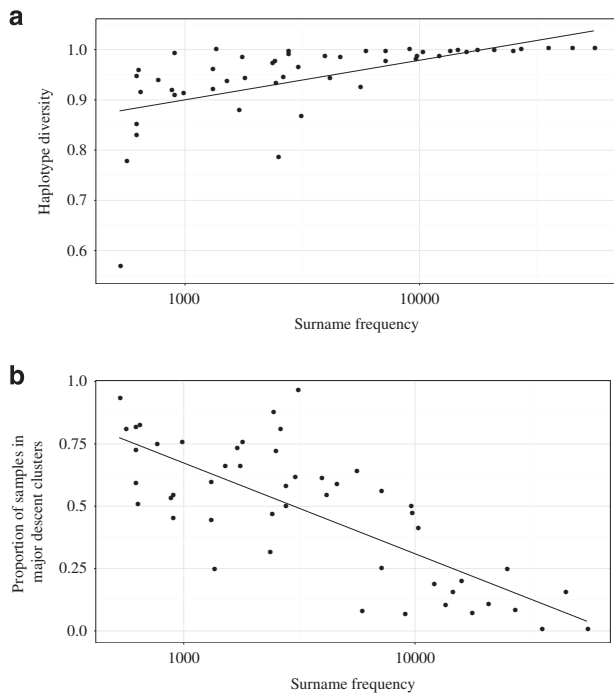 a
1.0
0.9
0.8
0.7
0.6
Haplotype diversity
1000
10000
Surname frequency
b
1.0
0.75
0.50
0.25
0.0
Proportion of samples in
major descent clusters
1000
10000
Surname frequency